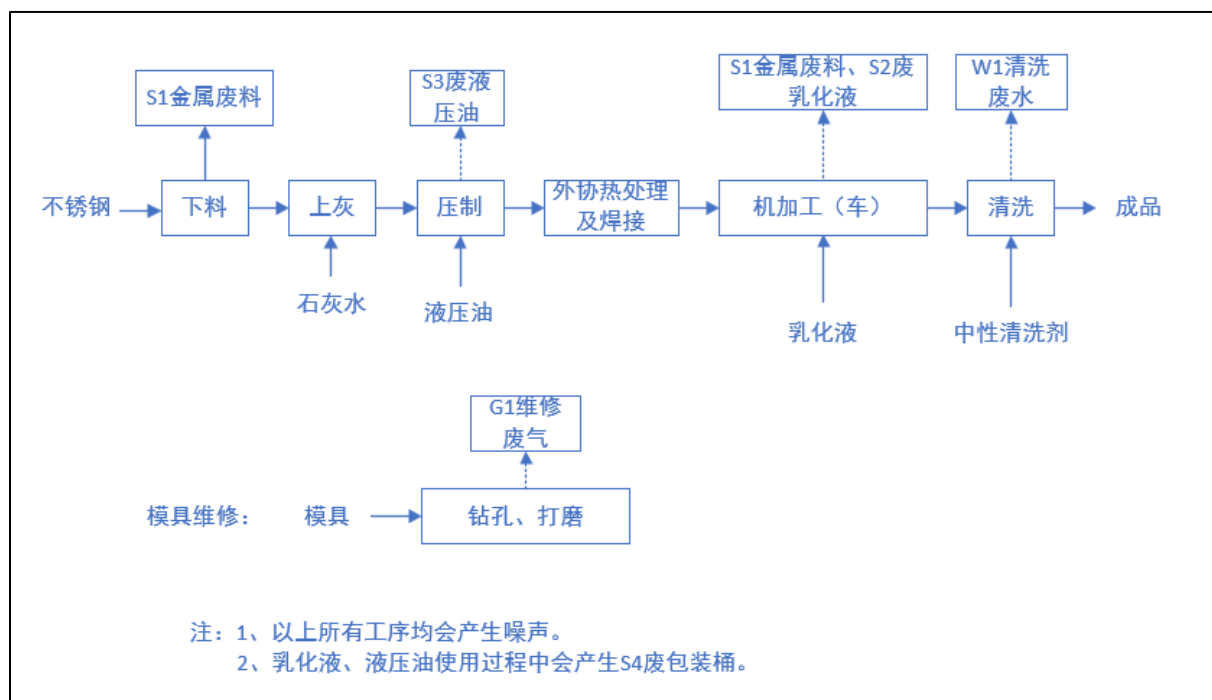 S1金属废料
S3废液
压油
S1金属废料、S2废
乳化液
W1清洗
废水
不锈钢
下料
上灰
压制
外协热处理
及焊接
机加工（车）
清洗
成品
石灰水
液压油
乳化液
中性清洗剂
G1维修
废气
模具维修：
模具
钻孔、打磨
注：1、以上所有工序均会产生噪声。
2、乳化液、液压油使用过程中会产生S4废包装桶。